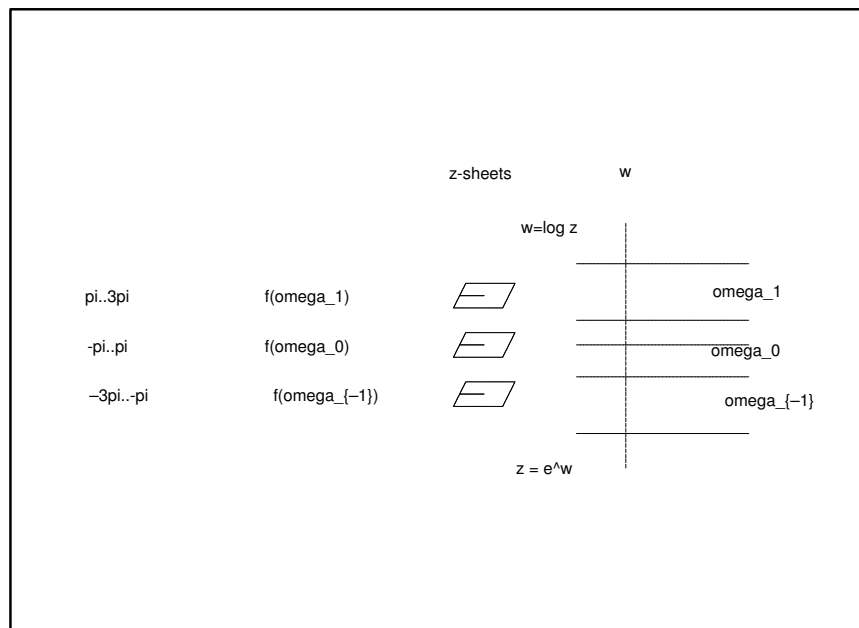 z-sheets w
w=log z
pi..3pi f(omega_1) omega_1
-pi..pi f(omega_0) omega_0
–3pi..-pi f(omega_{–1}) omega_{–1}
z = e^w